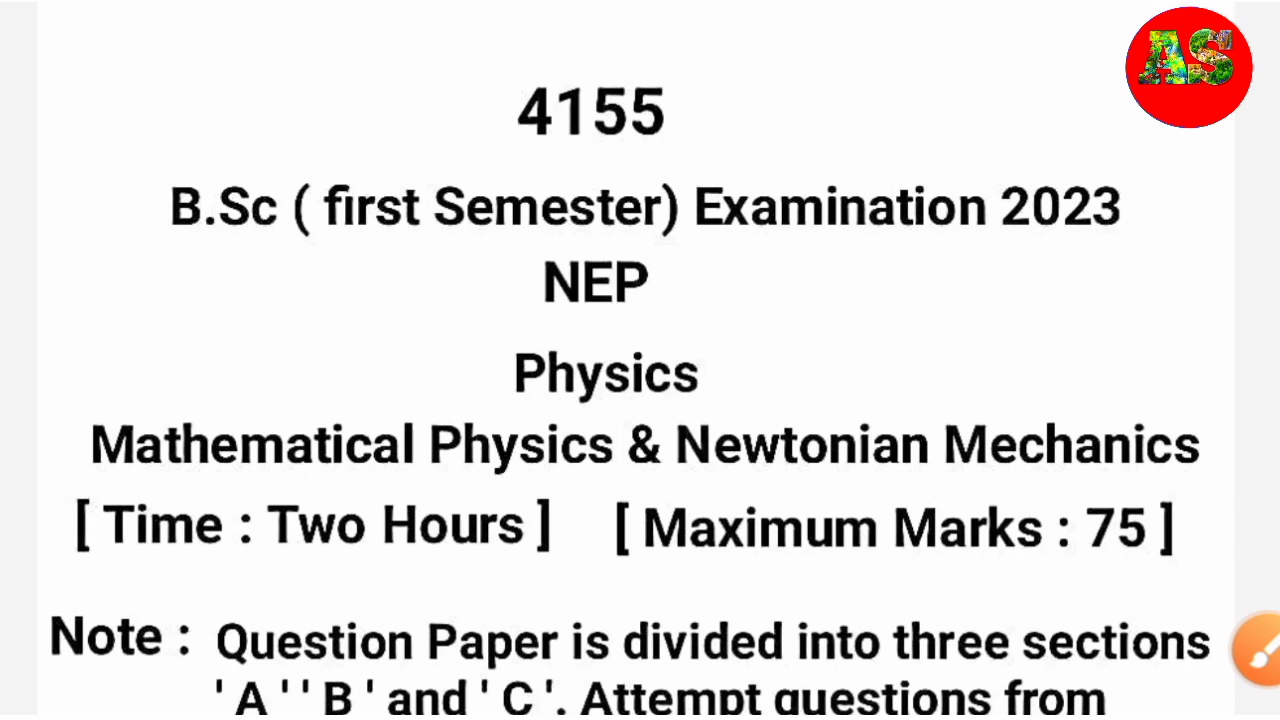 AS
4155
B.Sc ( first Semester) Examination 2023
NEP
Physics
Mathematical Physics & Newtonian Mechanics
[ Time : Two Hours ] [ Maximum Marks : 75 ]
Note : Question Paper is divided into three sections
' A ' ' B ' and ' C '. Attempt questions from